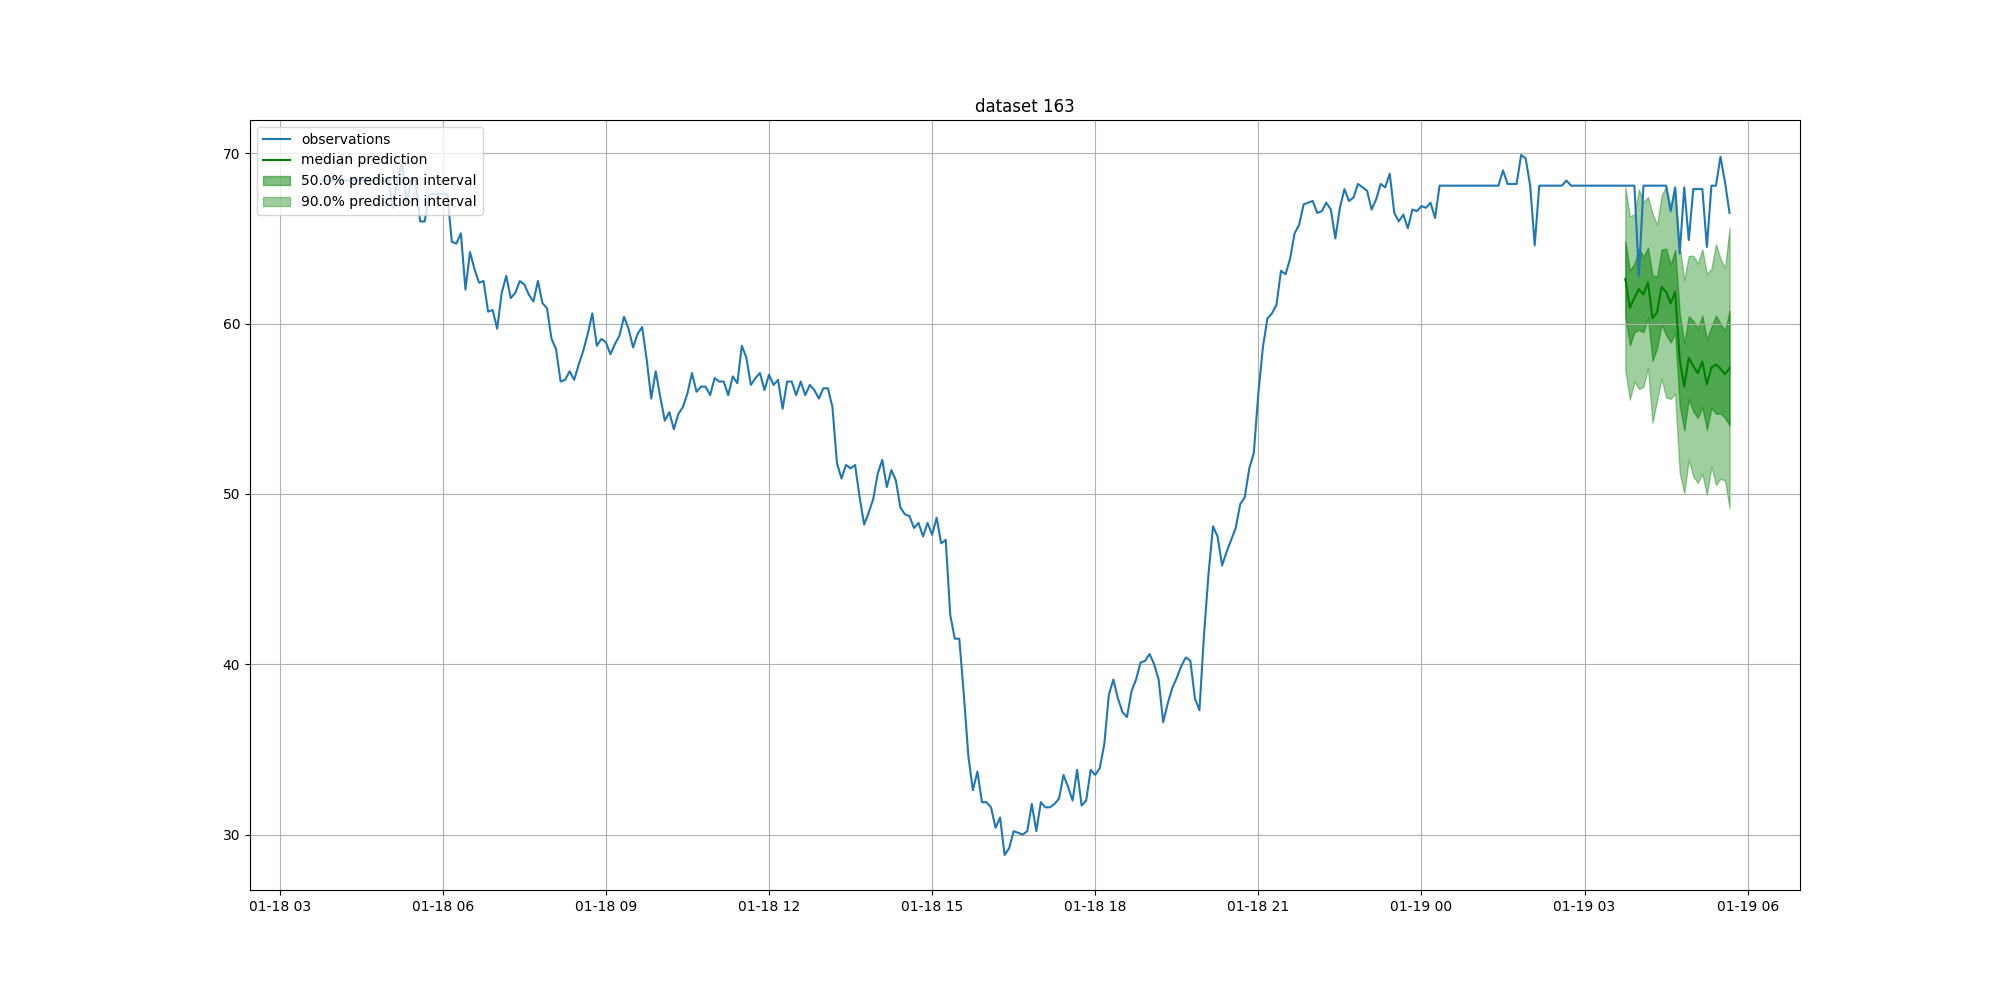 dataset 163
observations
median prediction
50.0% prediction interval
90.0% prediction interval
70
60
50
40
30
01-18 03 01-18 06 01-18 09 01-18 12 01-18 15 01-18 18 01-18 21 01-19 00 01-19 03 01-19 06